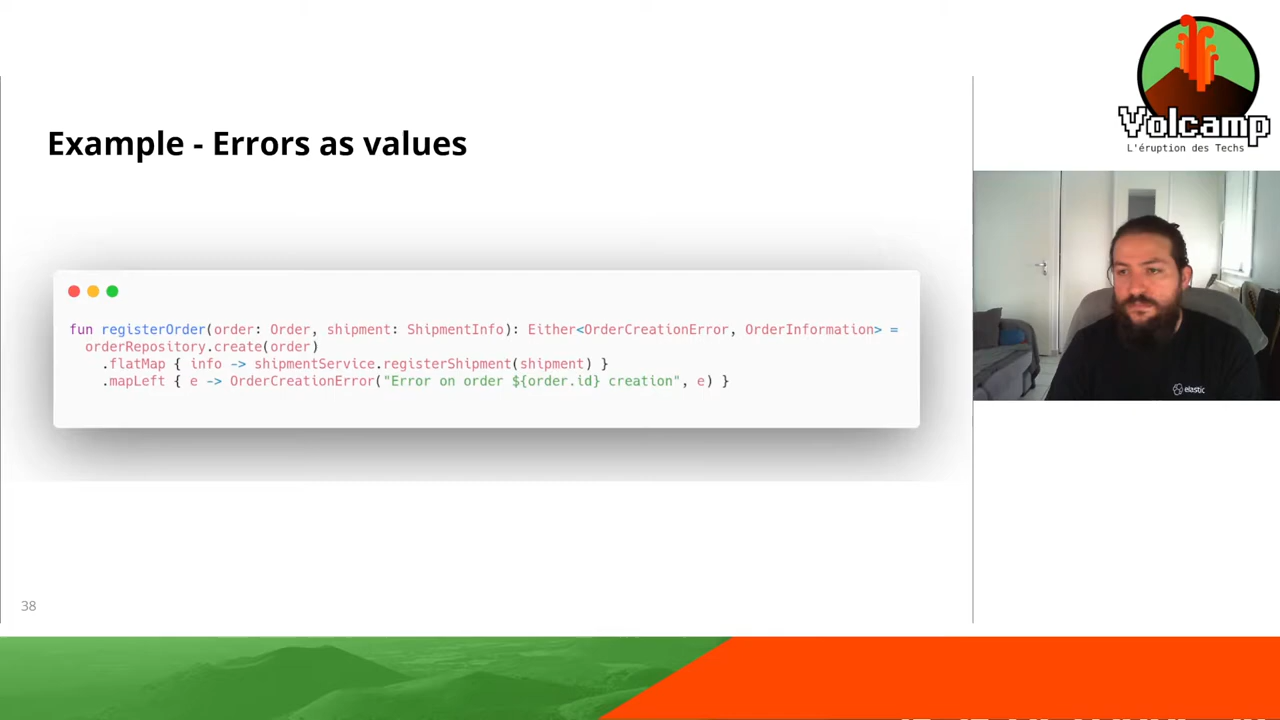 Volcamp
L'éruption des Techs
Example - Errors as values
fun registerOrder(order: Order, shipment: ShipmentInfo): Either<OrderCreationError, OrderInformation> =
orderRepository.create(order)
.flatMap { info -> shipmentService.registerShipment(shipment) }
.mapLeft { e -> OrderCreationError("Error on order ${order.id} creation", e) }
elastic
38